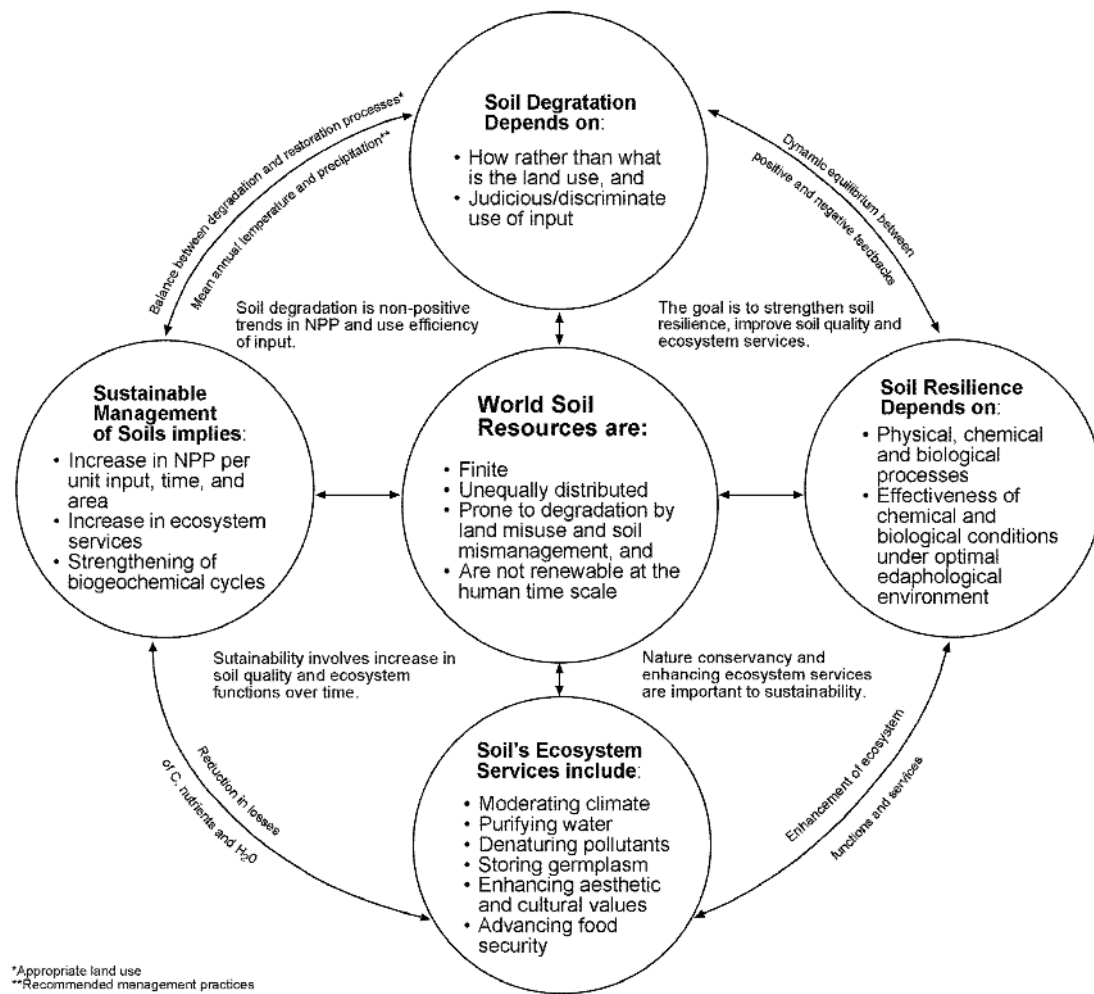 Soil Degratation
Depends on:
• How rather than what
is the land use, and
• Judicious/discriminate
use of input
Balance between degradation and restoration processes*
Mean annual temperature and precipitation**
Dynamic equilibrium between
positive and negative feedbacks
Soil degradation is non-positive
trends in NPP and use efficiency
of input.
The goal is to strengthen soil
resilience, improve soil quality and
ecosystem services.
Sustainable
Management
of Soils implies:
• Increase in NPP per
unit input, time, and
area
• Increase in ecosystem
services
• Strengthening of
biogeochemical cycles
World Soil
Resources are:
• Finite
• Unequally distributed
• Prone to degradation by
land misuse and soil
mismanagement, and
• Are not renewable at the
human time scale
Soil Resilience
Depends on:
• Physical, chemical
and biological
processes
• Effectiveness of
chemical and
biological conditions
under optimal
edaphological
environment
Sutainability involves increase in
soil quality and ecosystem
functions over time.
Nature conservancy and
enhancing ecosystem services
are important to sustainability.
Reduction in losses
of C, nutrients and H₂O
Enhancement of ecosystem
functions and services
Soil's Ecosystem
Services include:
• Moderating climate
• Purifying water
• Denaturing pollutants
• Storing germplasm
• Enhancing aesthetic
and cultural values
• Advancing food
security
*Appropriate land use
**Recommended management practices